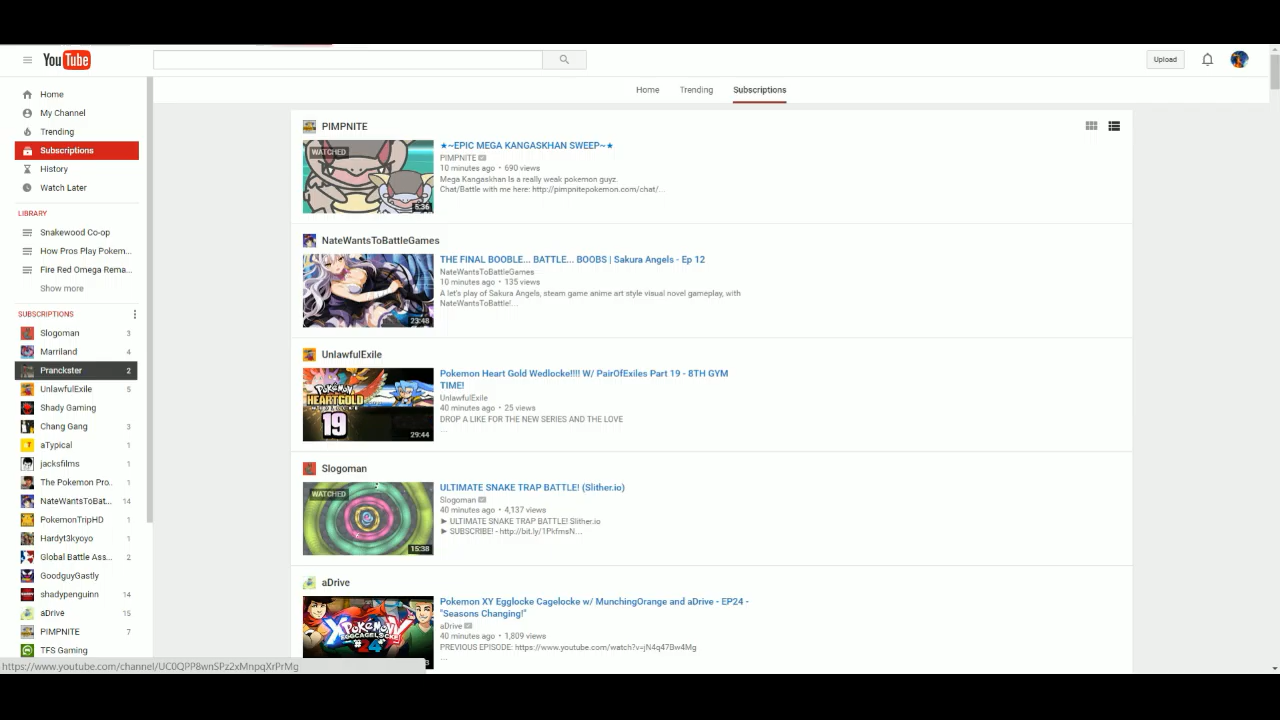 YouTube
Upload
Home
Trending
Subscriptions
Home
My Channel
Trending
Subscriptions
History
Watch Later
LIBRARY
Snakewood Co-op
How Pros Play Pokem...
Fire Red Omega Rema...
Show more
SUBSCRIPTIONS
Slogoman 3
Marriland 4
Pranckster 2
UnlawfulExile 5
Shady Gaming
Chang Gang 3
aTypical 1
jacksfilms 1
The Pokemon Pro... 1
NateWantsToBat... 14
PokemonTripHD 1
Hardyt3kyoyo 1
Global Battle Ass... 2
GoodguyGastly
shadypenguinn 14
aDrive 15
PIMPNITE 7
TFS Gaming
https://www.youtube.com/channel/UC0QPP8wnSPz2xMnpqXrPrMg
PIMPNITE
WATCHED
5:36
★~EPIC MEGA KANGASKHAN SWEEP~★
PIMPNITE
10 minutes ago • 690 views
Mega Kangaskhan Is a really weak pokemon guyz.
Chat/Battle with me here: http://pimpnitepokemon.com/chat/...
NateWantsToBattleGames
23:48
THE FINAL BOOBLE... BATTLE... BOOBS | Sakura Angels - Ep 12
NateWantsToBattleGames
10 minutes ago • 135 views
A let's play of Sakura Angels, steam game anime art style visual novel gameplay, with
NateWantsToBattle!...
UnlawfulExile
POKÉMON
HEARTGOLD
19
29:44
Pokemon Heart Gold Wedlocke!!!! W/ PairOfExiles Part 19 - 8TH GYM
TIME!
UnlawfulExile
40 minutes ago • 25 views
DROP A LIKE FOR THE NEW SERIES AND THE LOVE
...
Slogoman
WATCHED
15:38
ULTIMATE SNAKE TRAP BATTLE! (Slither.io)
Slogoman
40 minutes ago • 4,137 views
► ULTIMATE SNAKE TRAP BATTLE! Slither.io
► SUBSCRIBE! - http://bit.ly/1PkfmsN...
aDrive
POKÉMON
XY
EGGCAGELOCKE
#24
Pokemon XY Egglocke Cagelocke w/ MunchingOrange and aDrive - EP24 -
"Seasons Changing!"
aDrive
40 minutes ago • 1,809 views
PREVIOUS EPISODE: https://www.youtube.com/watch?v=jN4q47Bw4Mg
...